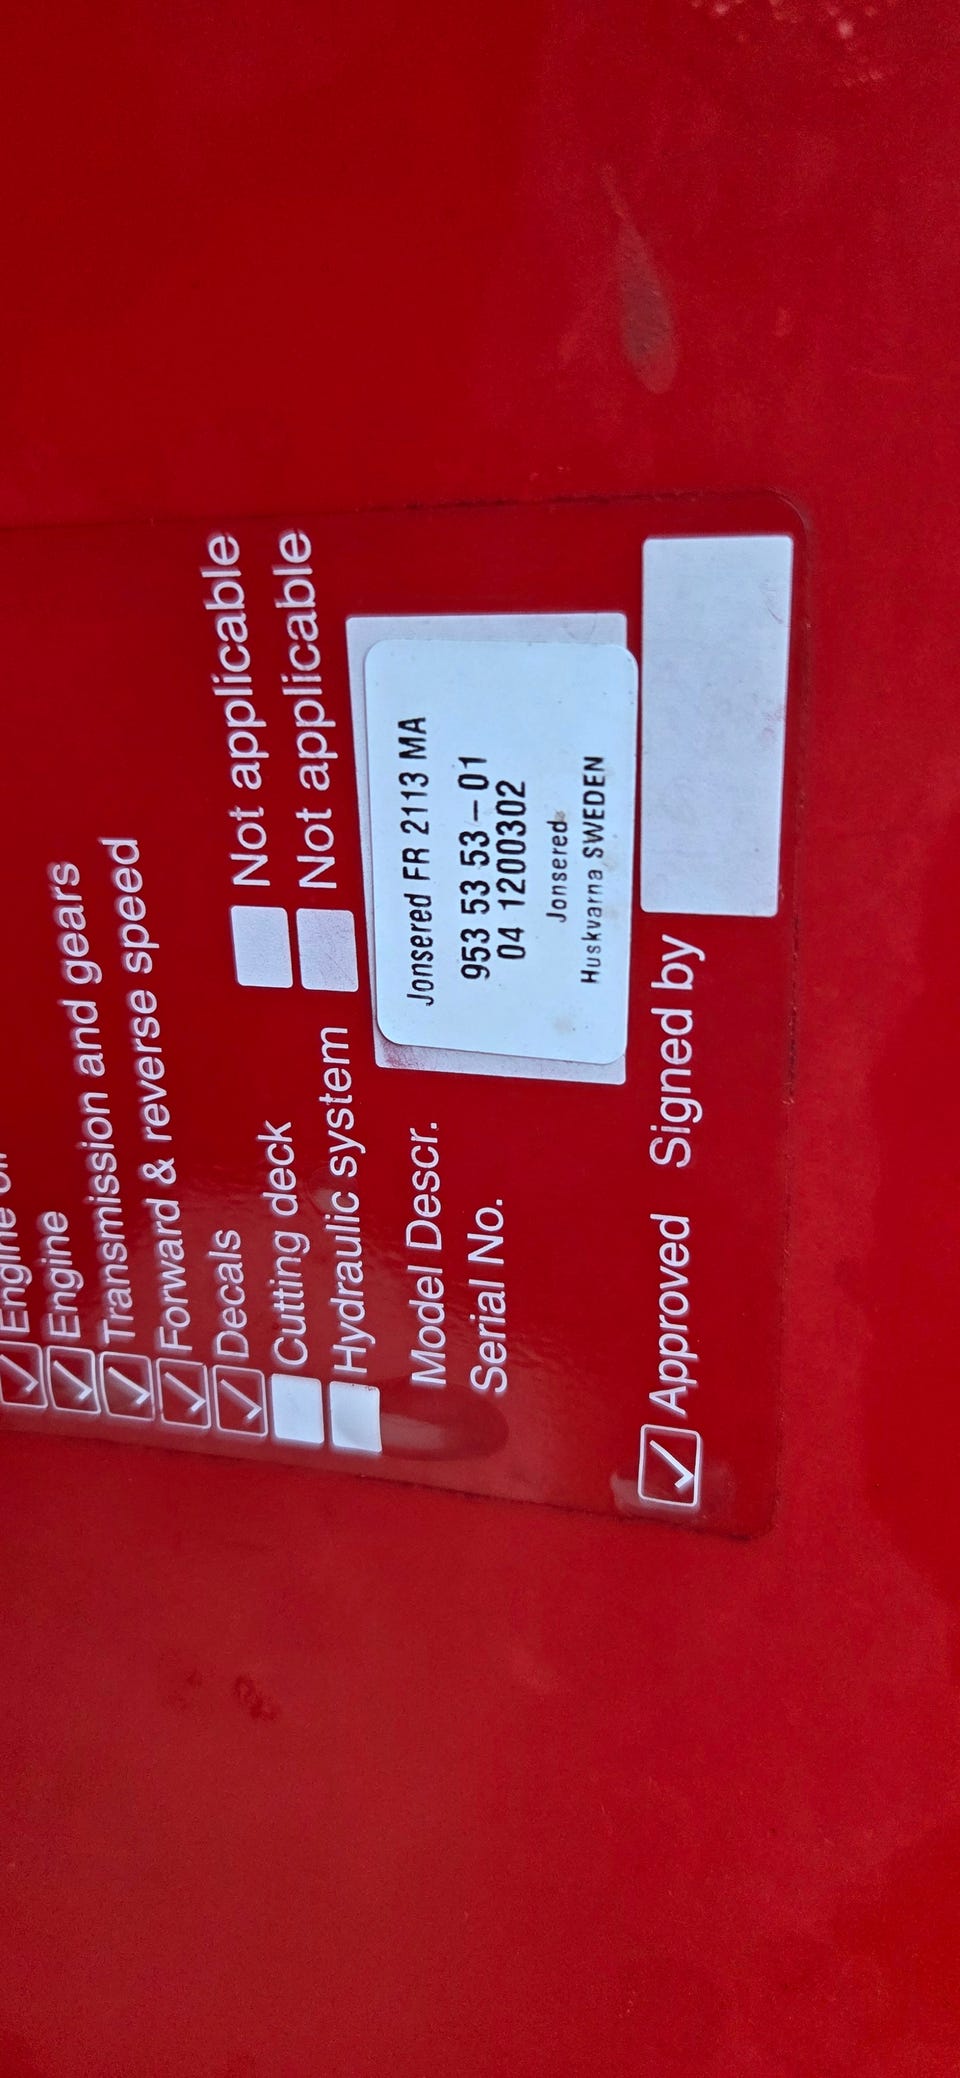 Engine
Transmission and gears
Forward & reverse speed
Decals
Cutting deck Not applicable
Hydraulic system Not applicable
Model Descr.
Serial No.
Jonsered FR 2113 MA
953 53 53-01
04 1200302
Jonsered
Huskvarna SWEDEN
Approved Signed by